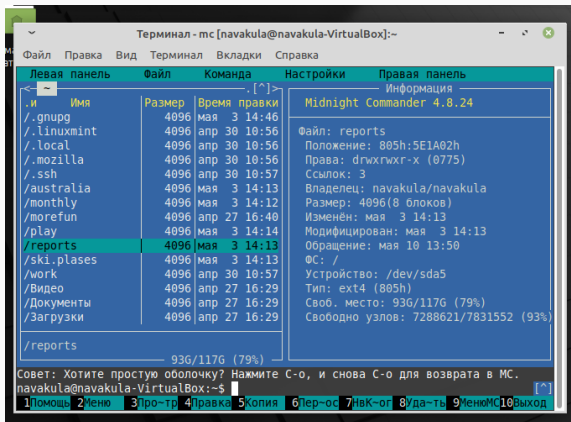 Терминал - mc [navakula@navakula-VirtualBox]:~
Файл Правка Вид Терминал Вкладки Справка
Левая панель Файл Команда Настройки Правая панель
<- ~ .[^]> Информация
.и Имя Размер Время правки Midnight Commander 4.8.24
/.gnupg 4096 мая 3 14:46
/.linuxmint 4096 апр 30 10:56 Файл: reports
/.local 4096 апр 30 10:56 Положение: 805h:5E1A02h
/.mozilla 4096 апр 30 10:56 Права: drwxrwxr-x (0775)
/.ssh 4096 апр 30 10:57 Ссылок: 3
/australia 4096 мая 3 14:13 Владелец: navakula/navakula
/monthly 4096 мая 3 14:12 Размер: 4096(8 блоков)
/morefun 4096 апр 27 16:40 Изменён: мая 3 14:13
/play 4096 мая 3 14:14 Модифицирован: мая 3 14:13
/reports 4096 мая 3 14:13 Обращение: мая 10 13:50
/ski.plases 4096 мая 3 14:13 ФС: /
/work 4096 апр 30 10:57 Устройство: /dev/sda5
/Видео 4096 апр 27 16:29 Тип: ext4 (805h)
/Документы 4096 апр 27 16:29 Своб. место: 93G/117G (79%)
/Загрузки 4096 апр 27 16:29 Свободно узлов: 7288621/7831552 (93%)
/reports
93G/117G (79%)
Совет: Хотите простую оболочку? Нажмите C-o, и снова C-o для возврата в MC.
navakula@navakula-VirtualBox:~$ [^]
1Помощь 2Меню 3Про~тр 4Правка 5Копия 6Пер~ос 7НвК~ог 8Уда~ть 9МенюMC 10Выход